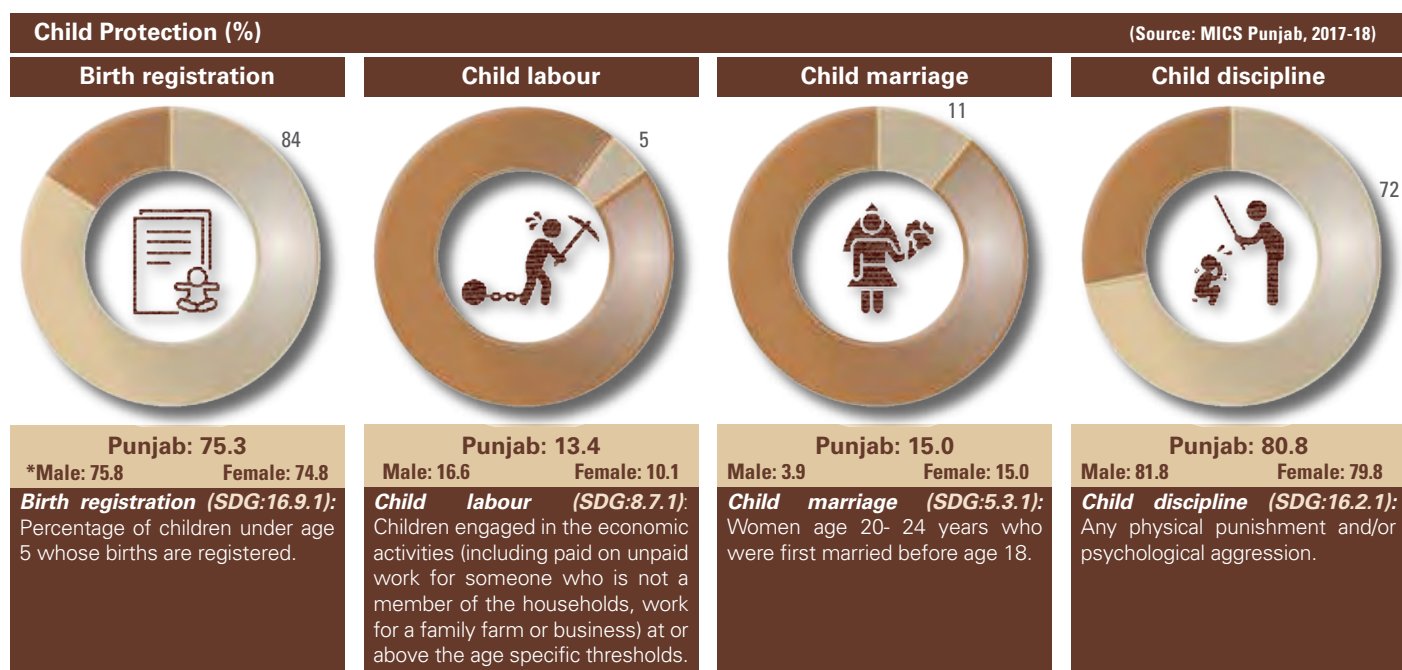 Child Protection (%) (Source: MICS Punjab, 2017-18)
Birth registration
84
Punjab: 75.3
*Male: 75.8 Female: 74.8
Birth registration (SDG:16.9.1):
Percentage of children under age
5 whose births are registered.
Child labour
5
Punjab: 13.4
Male: 16.6 Female: 10.1
Child labour (SDG:8.7.1):
Children engaged in the economic
activities (including paid on unpaid
work for someone who is not a
member of the households, work
for a family farm or business) at or
above the age specific thresholds.
Child marriage
11
Punjab: 15.0
Male: 3.9 Female: 15.0
Child marriage (SDG:5.3.1):
Women age 20- 24 years who
were first married before age 18.
Child discipline
72
Punjab: 80.8
Male: 81.8 Female: 79.8
Child discipline (SDG:16.2.1):
Any physical punishment and/or
psychological aggression.